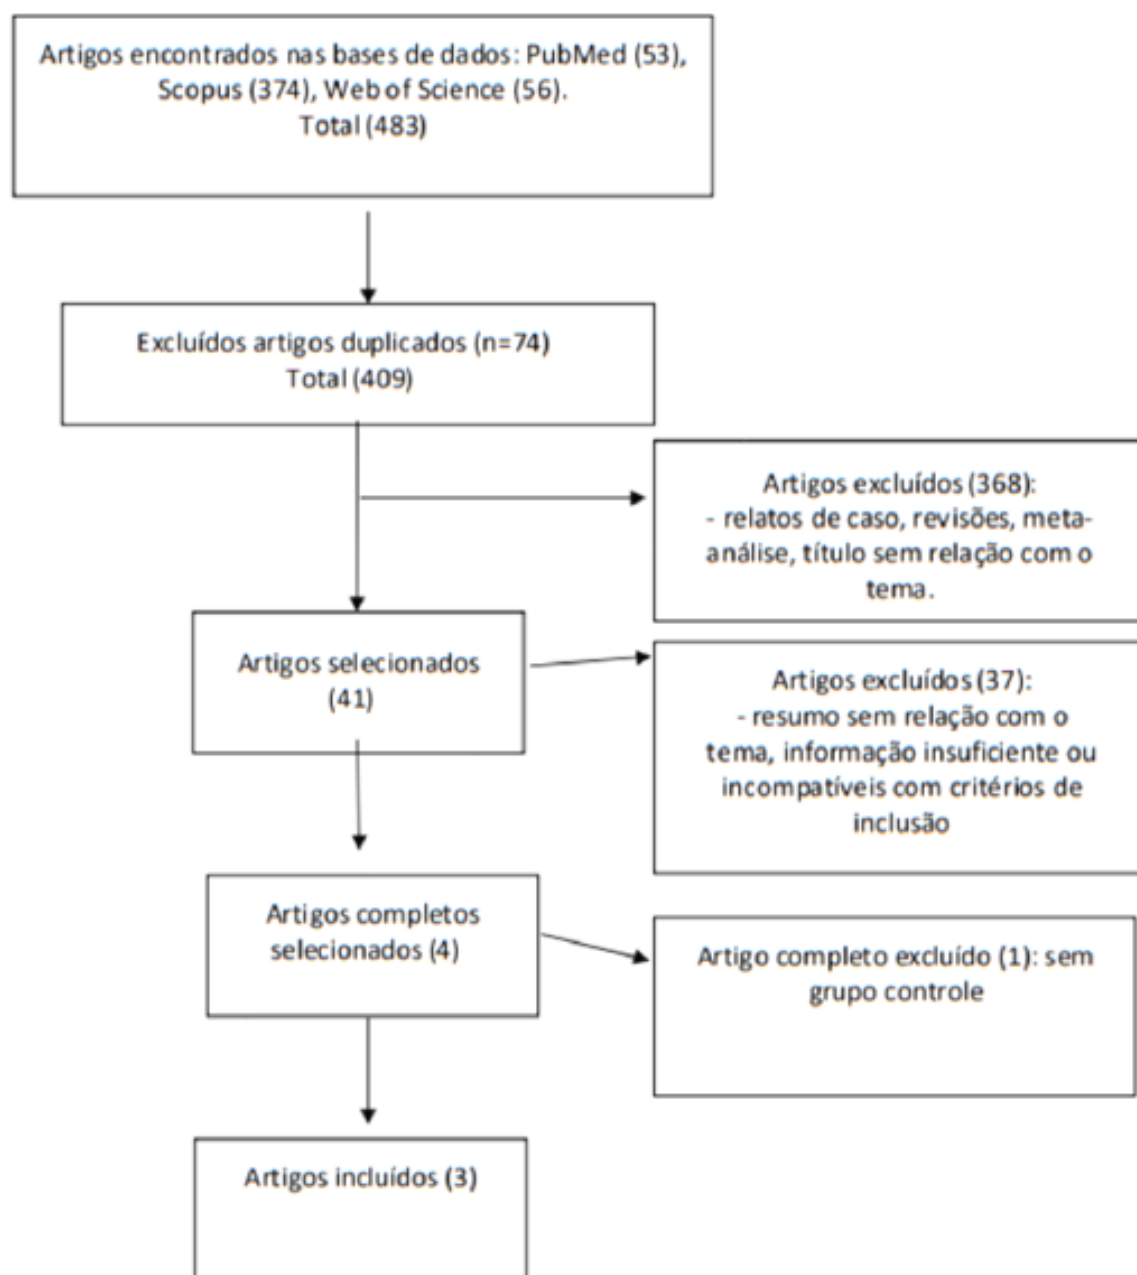 Artigos encontrados nas bases de dados: PubMed (53),
Scopus (374), Web of Science (56).
Total (483)
Excluídos artigos duplicados (n=74)
Total (409)
Artigos excluídos (368):
- relatos de caso, revisões, meta-
análise, título sem relação com o
tema.
Artigos selecionados
(41)
Artigos excluídos (37):
- resumo sem relação com o
tema, informação insuficiente ou
incompatíveis com critérios de
inclusão
Artigos completos
selecionados (4)
Artigo completo excluído (1): sem
grupo controle
Artigos incluídos (3)